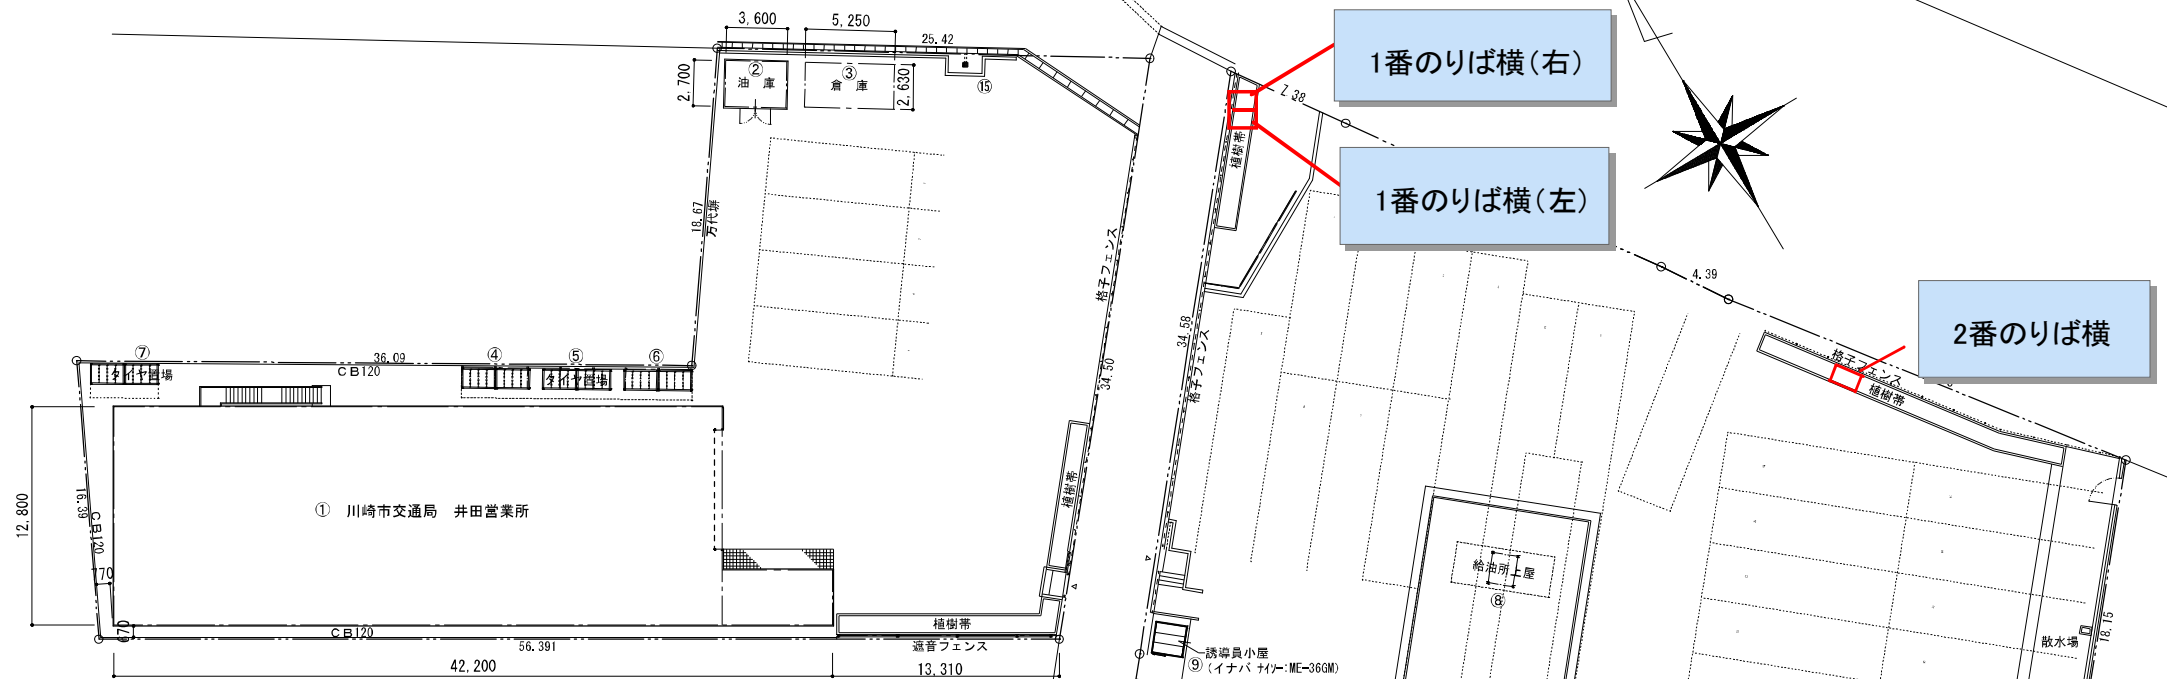 3,600
5,250
25.42
1番のりば横(右)
7.38
2,700
②
油 庫
③
倉 庫
2,630
⑮
植樹帯
1番のりば横(左)
18.67
万代塀
格子フェンス
34.50
34.58
格子フェンス
4.39
2番のりば横
格子フェンス
植樹帯
⑦
タイヤ置場
36.09
CB120
④
⑤
⑥
タイヤ置場
12,800
16.39
CB120
770
970
① 川崎市交通局 井田営業所
植樹帯
給油所上屋
⑧
18.15
散水場
CB120
56.391
植樹帯
遮音フェンス
42,200
13,310
誘導員小屋
⑨ (イナバ ナイソー:ME-36GM)